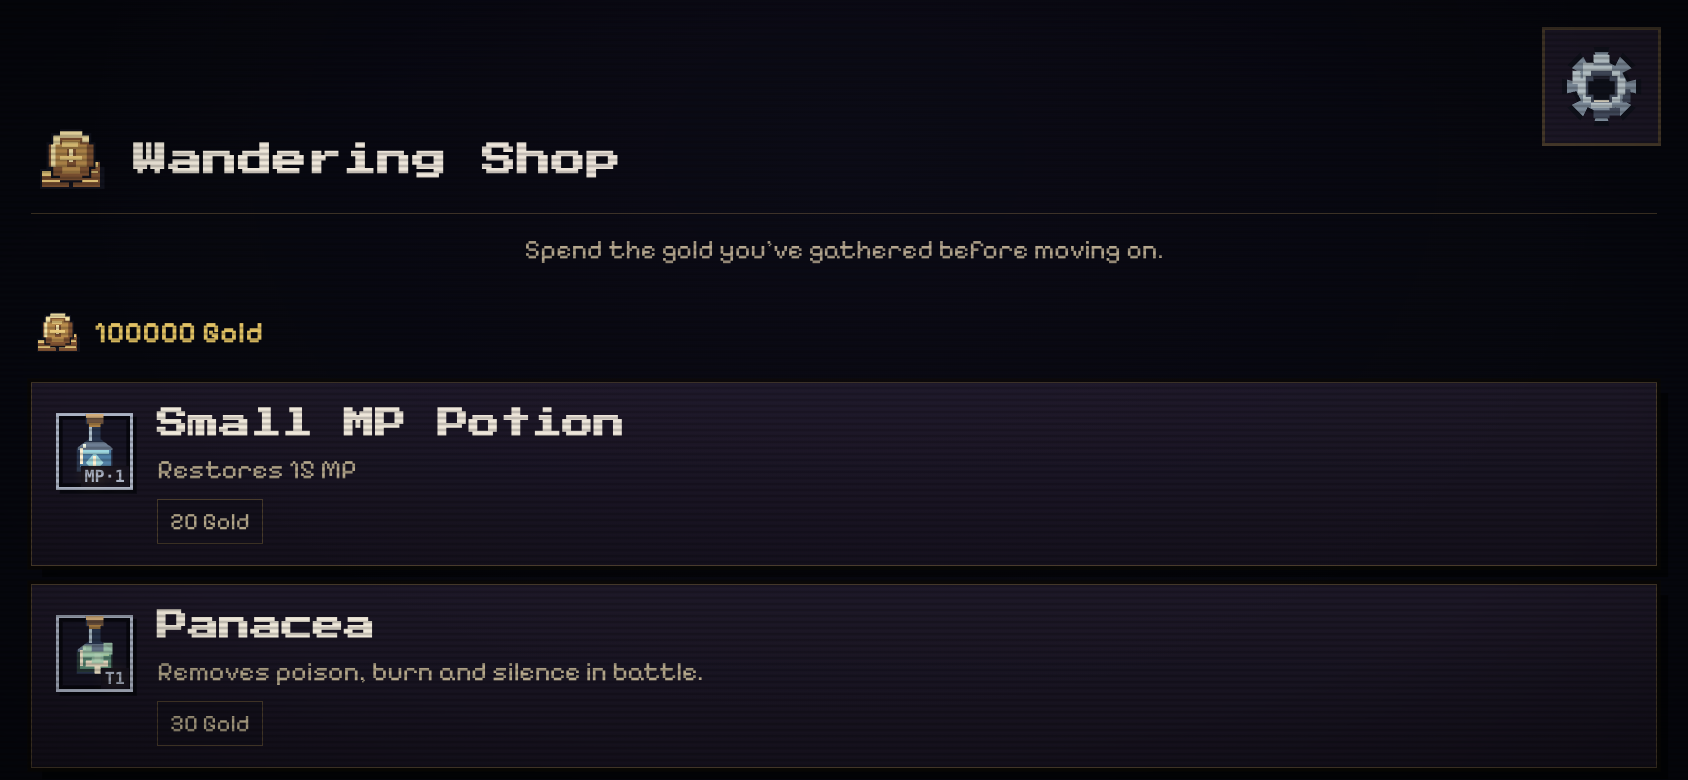 Wandering Shop
Spend the gold you've gathered before moving on.
100000 Gold
Small MP Potion
MP·1
Restores 18 MP
20 Gold
Panacea
T1
Removes poison, burn and silence in battle.
30 Gold